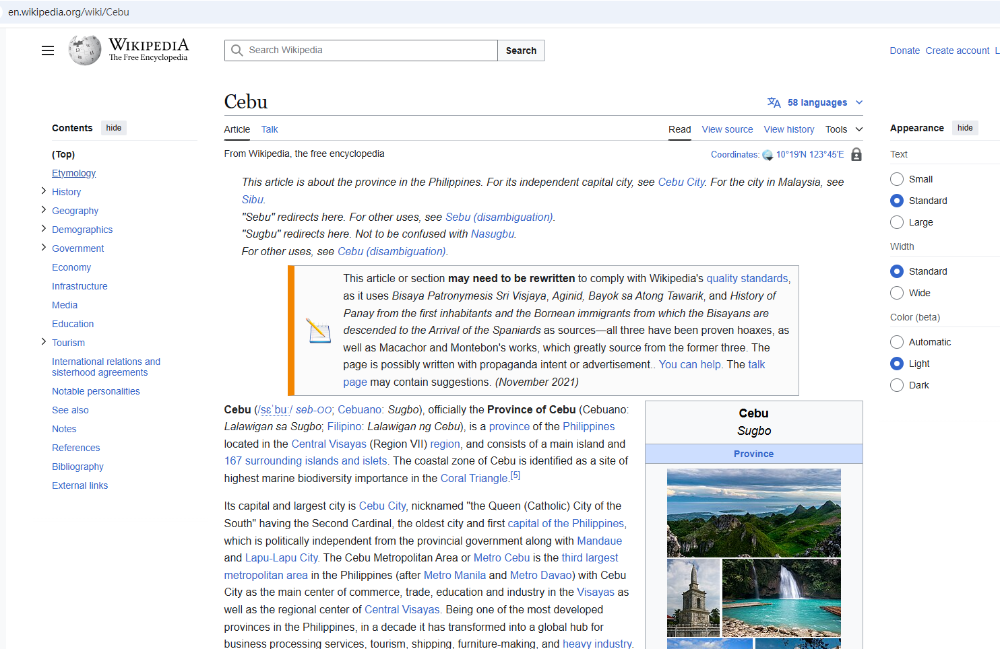 en.wikipedia.org/wiki/Cebu
WIKIPEDIA
The Free Encyclopedia
Search Wikipedia
Search
Donate Create account
Contents hide
(Top)
Etymology
History
Geography
Demographics
Government
Economy
Infrastructure
Media
Education
Tourism
International relations and
sisterhood agreements
Notable personalities
See also
Notes
References
Bibliography
External links
Cebu
58 languages
Article Talk
Read View source View history Tools
From Wikipedia, the free encyclopedia
Coordinates: 10°19′N 123°45′E
This article is about the province in the Philippines. For its independent capital city, see Cebu City. For the city in Malaysia, see
Sibu.
"Sebu" redirects here. For other uses, see Sebu (disambiguation).
"Sugbu" redirects here. Not to be confused with Nasugbu.
For other uses, see Cebu (disambiguation).
This article or section may need to be rewritten to comply with Wikipedia's quality standards,
as it uses Bisaya Patronymesis Sri Visjaya, Aginid, Bayok sa Atong Tawarik, and History of
Panay from the first inhabitants and the Bornean immigrants from which the Bisayans are
descended to the Arrival of the Spaniards as sources—all three have been proven hoaxes, as
well as Macachor and Montebon's works, which greatly source from the former three. The
page is possibly written with propaganda intent or advertisement.. You can help. The talk
page may contain suggestions. (November 2021)
Cebu (/sɛˈbuː/ seb-OO; Cebuano: Sugbo), officially the Province of Cebu (Cebuano:
Lalawigan sa Sugbo; Filipino: Lalawigan ng Cebu), is a province of the Philippines
located in the Central Visayas (Region VII) region, and consists of a main island and
167 surrounding islands and islets. The coastal zone of Cebu is identified as a site of
highest marine biodiversity importance in the Coral Triangle.[5]
Its capital and largest city is Cebu City, nicknamed "the Queen (Catholic) City of the
South" having the Second Cardinal, the oldest city and first capital of the Philippines,
which is politically independent from the provincial government along with Mandaue
and Lapu-Lapu City. The Cebu Metropolitan Area or Metro Cebu is the third largest
metropolitan area in the Philippines (after Metro Manila and Metro Davao) with Cebu
City as the main center of commerce, trade, education and industry in the Visayas as
well as the regional center of Central Visayas. Being one of the most developed
provinces in the Philippines, in a decade it has transformed into a global hub for
business processing services, tourism, shipping, furniture-making, and heavy industry.
Cebu
Sugbo
Province
Appearance hide
Text
Small
Standard
Large
Width
Standard
Wide
Color (beta)
Automatic
Light
Dark